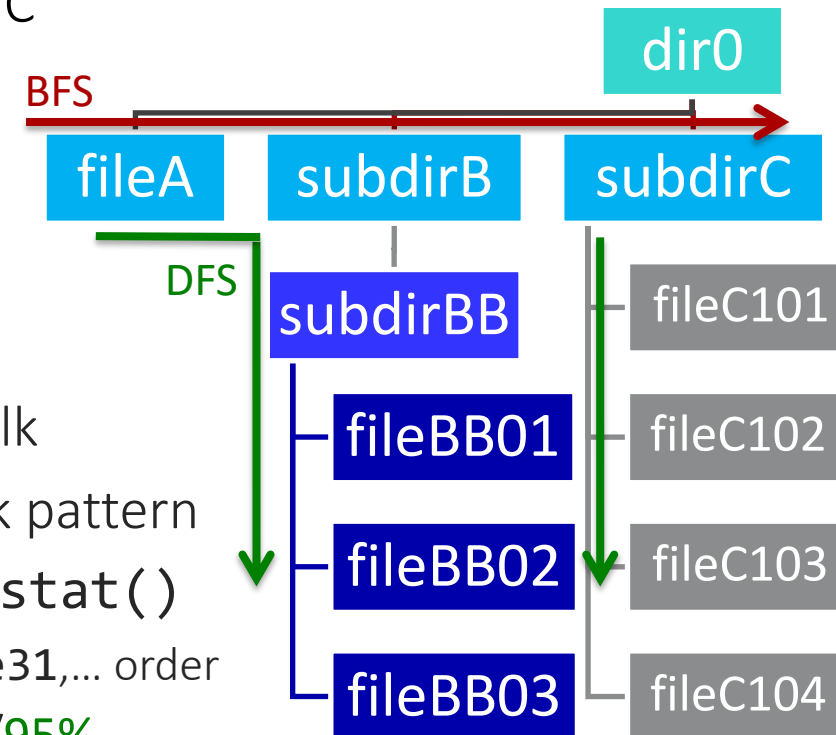 C
dir0
BFS
fileA
subdirB
subdirC
DFS
subdirBB
fileC101
lk
fileBB01
fileC102
k pattern
stat()
fileBB02
fileC103
e31,... order
fileBB03
fileC104
95%